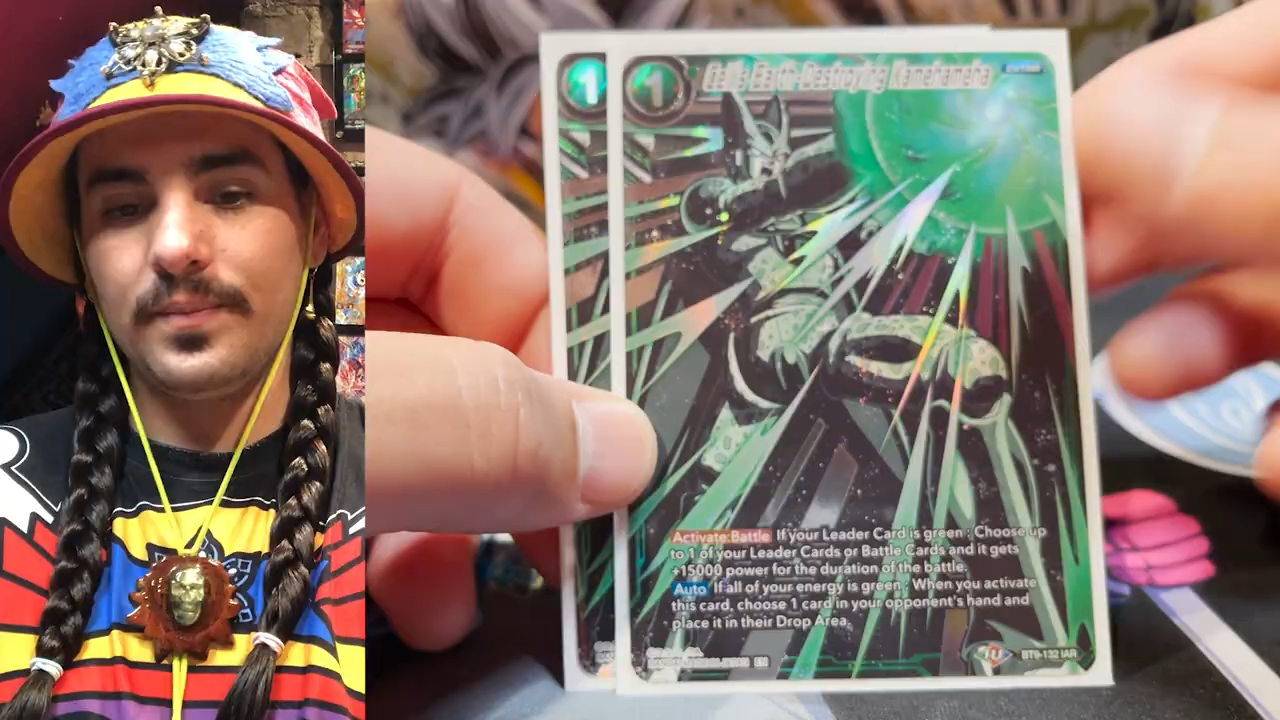 1
1
Cell's Earth-Destroying Kamehameha
Activate:Battle If your Leader Card is green : Choose up
to 1 of your Leader Cards or Battle Cards and it gets
+15000 power for the duration of the battle.
Auto If all of your energy is green : When you activate
this card, choose 1 card in your opponent's hand and
place it in their Drop Area.
EN
1U BT9-132 IAR